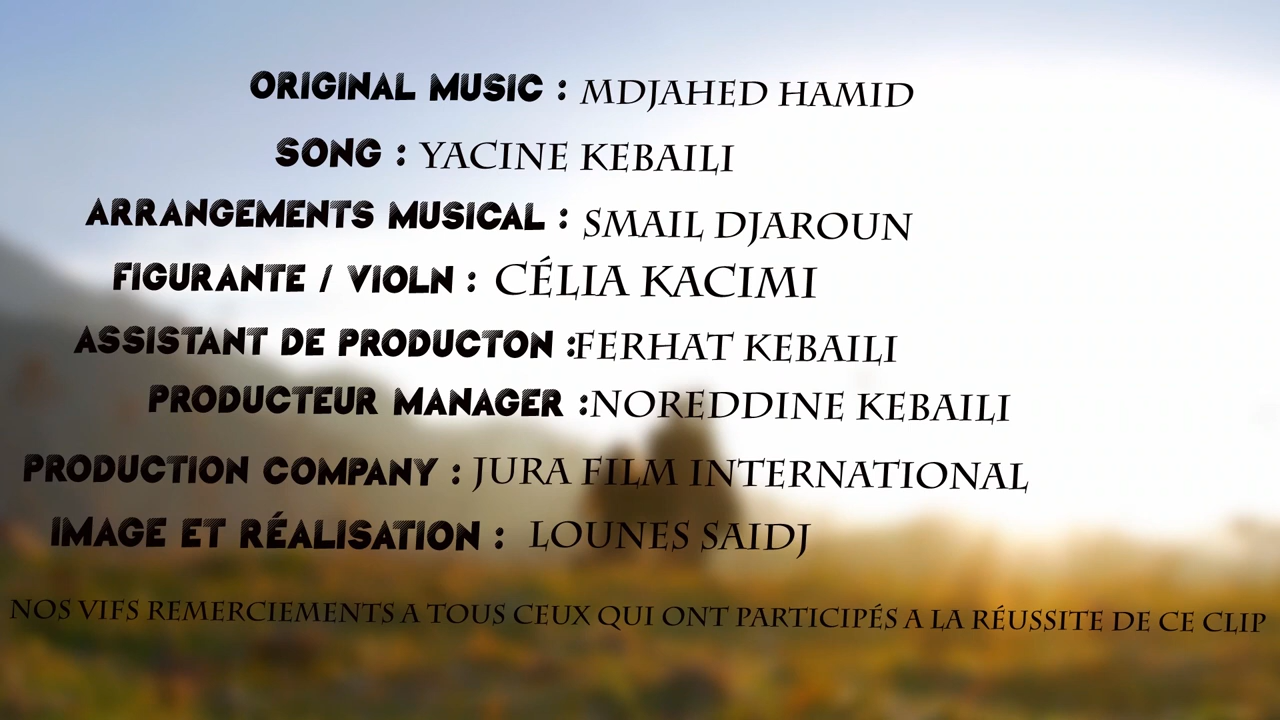 ORIGINAL MUSIC : MDJAHED HAMID
SONG : YACINE KEBAILI
ARRANGEMENTS MUSICAL : SMAIL DJAROUN
FIGURANTE / VIOLN : CÉLIA KACIMI
ASSISTANT DE PRODUCTON :FERHAT KEBAILI
PRODUCTEUR MANAGER :NOREDDINE KEBAILI
PRODUCTION COMPANY : JURA FILM INTERNATIONAL
IMAGE ET RÉALISATION : LOUNES SAIDJ
NOS VIFS REMERCIEMENTS A TOUS CEUX QUI ONT PARTICIPÉS A LA RÉUSSITE DE CE CLIP